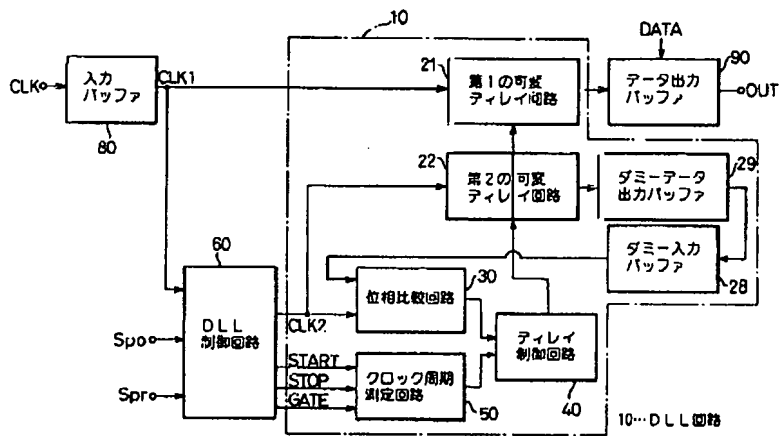 10
DATA
CLK
入力
バッファ
80
CLK1
21
第1の可変
ディレイ回路
データ出力
バッファ
90
OUT
22
第2の可変
ディレイ回路
ダミーデータ
出力バッファ
29
ダミー入力
バッファ
28
60
DLL
制御回路
Spo
Spr
CLK2
START
STOP
GATE
位相比較回路
30
クロック周期
測定回路
50
ディレイ
制御回路
40
10…DLL回路